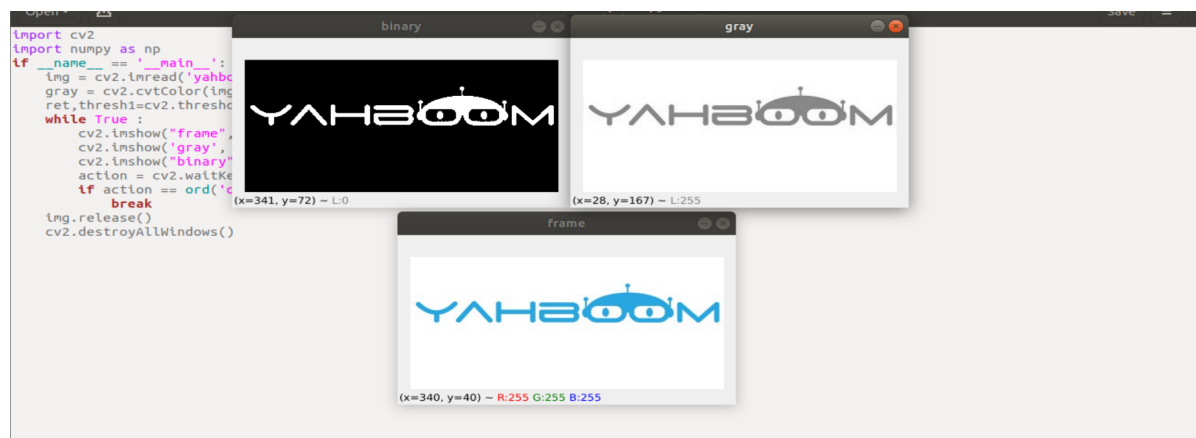 Open
Save
import cv2
import numpy as np
if __name__ == '__main__':
img = cv2.imread('yahbo
gray = cv2.cvtColor(img
ret,thresh1=cv2.thresho
while True :
cv2.imshow("frame",
cv2.imshow('gray',
cv2.imshow("binary"
action = cv2.waitKe
if action == ord('
break
img.release()
cv2.destroyAllWindows()
binary
YAHBOOM
(x=341, y=72) ~ L:0
gray
YAHBOOM
(x=28, y=167) ~ L:255
frame
YAHBOOM
(x=340, y=40) ~ R:255 G:255 B:255